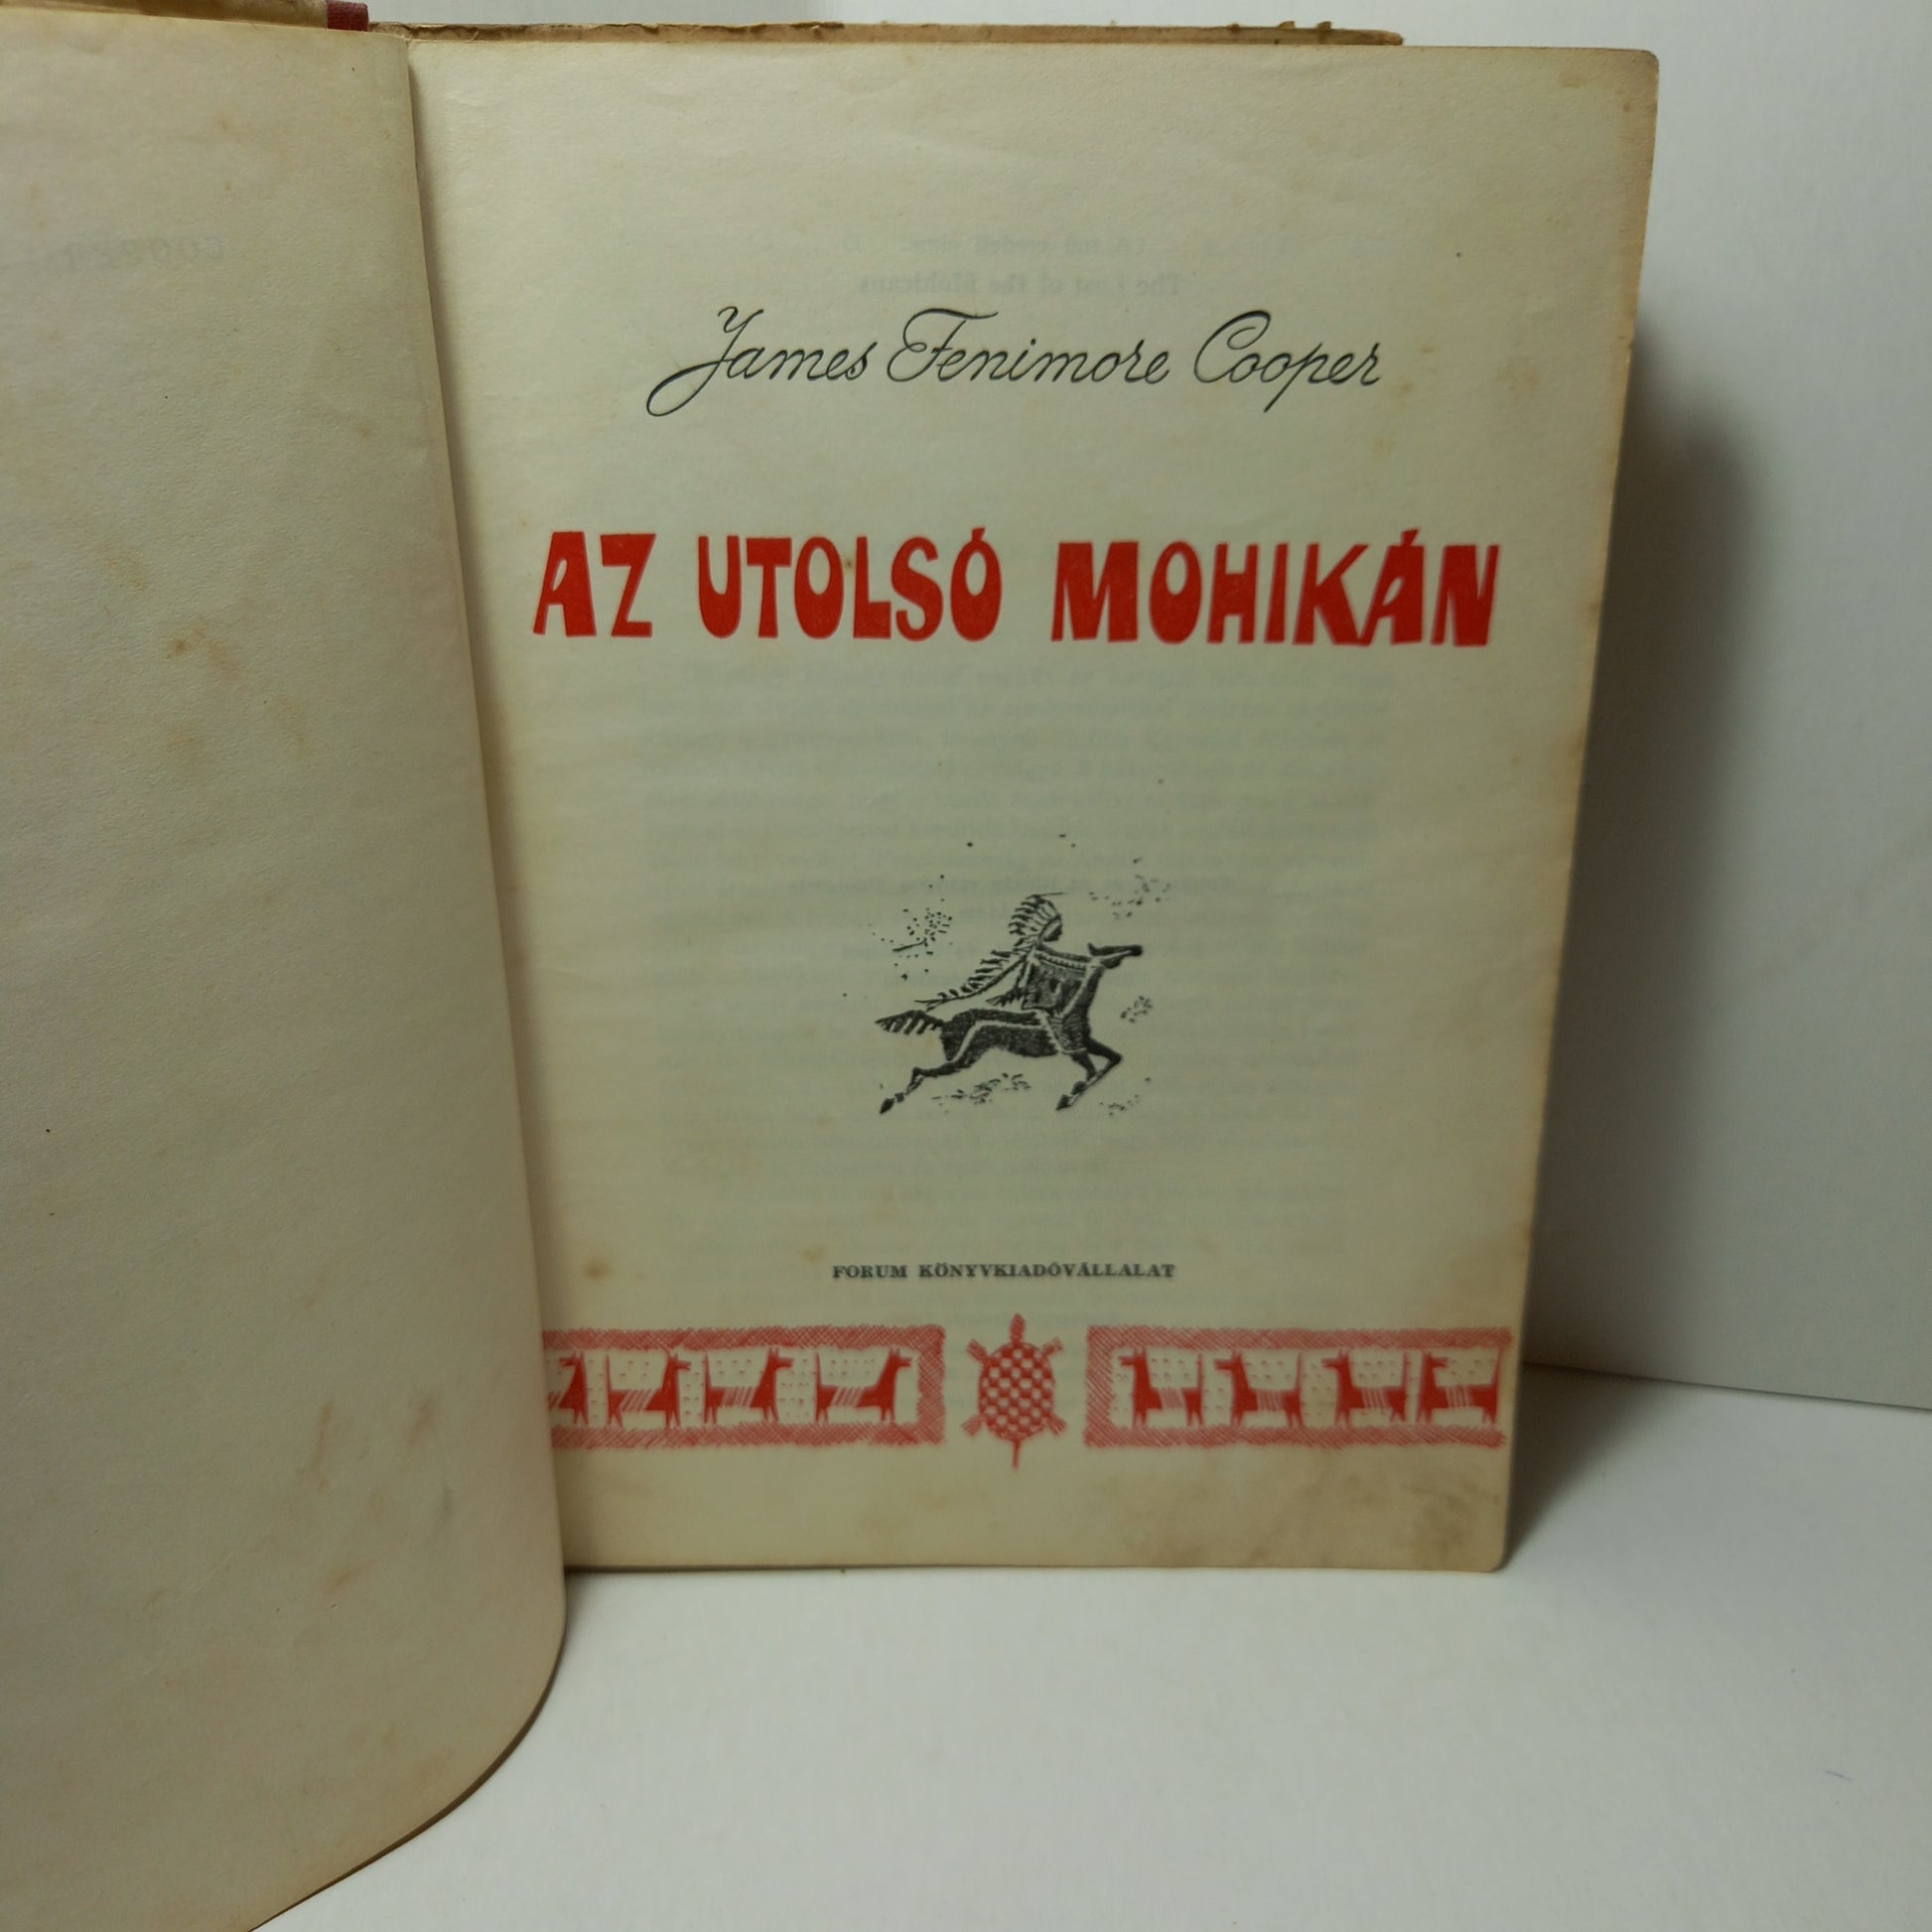 James Fenimore Cooper
AZ UTOLSÓ MOHIKÁN
FORUM KÖNYVKIADÓVÁLLALAT